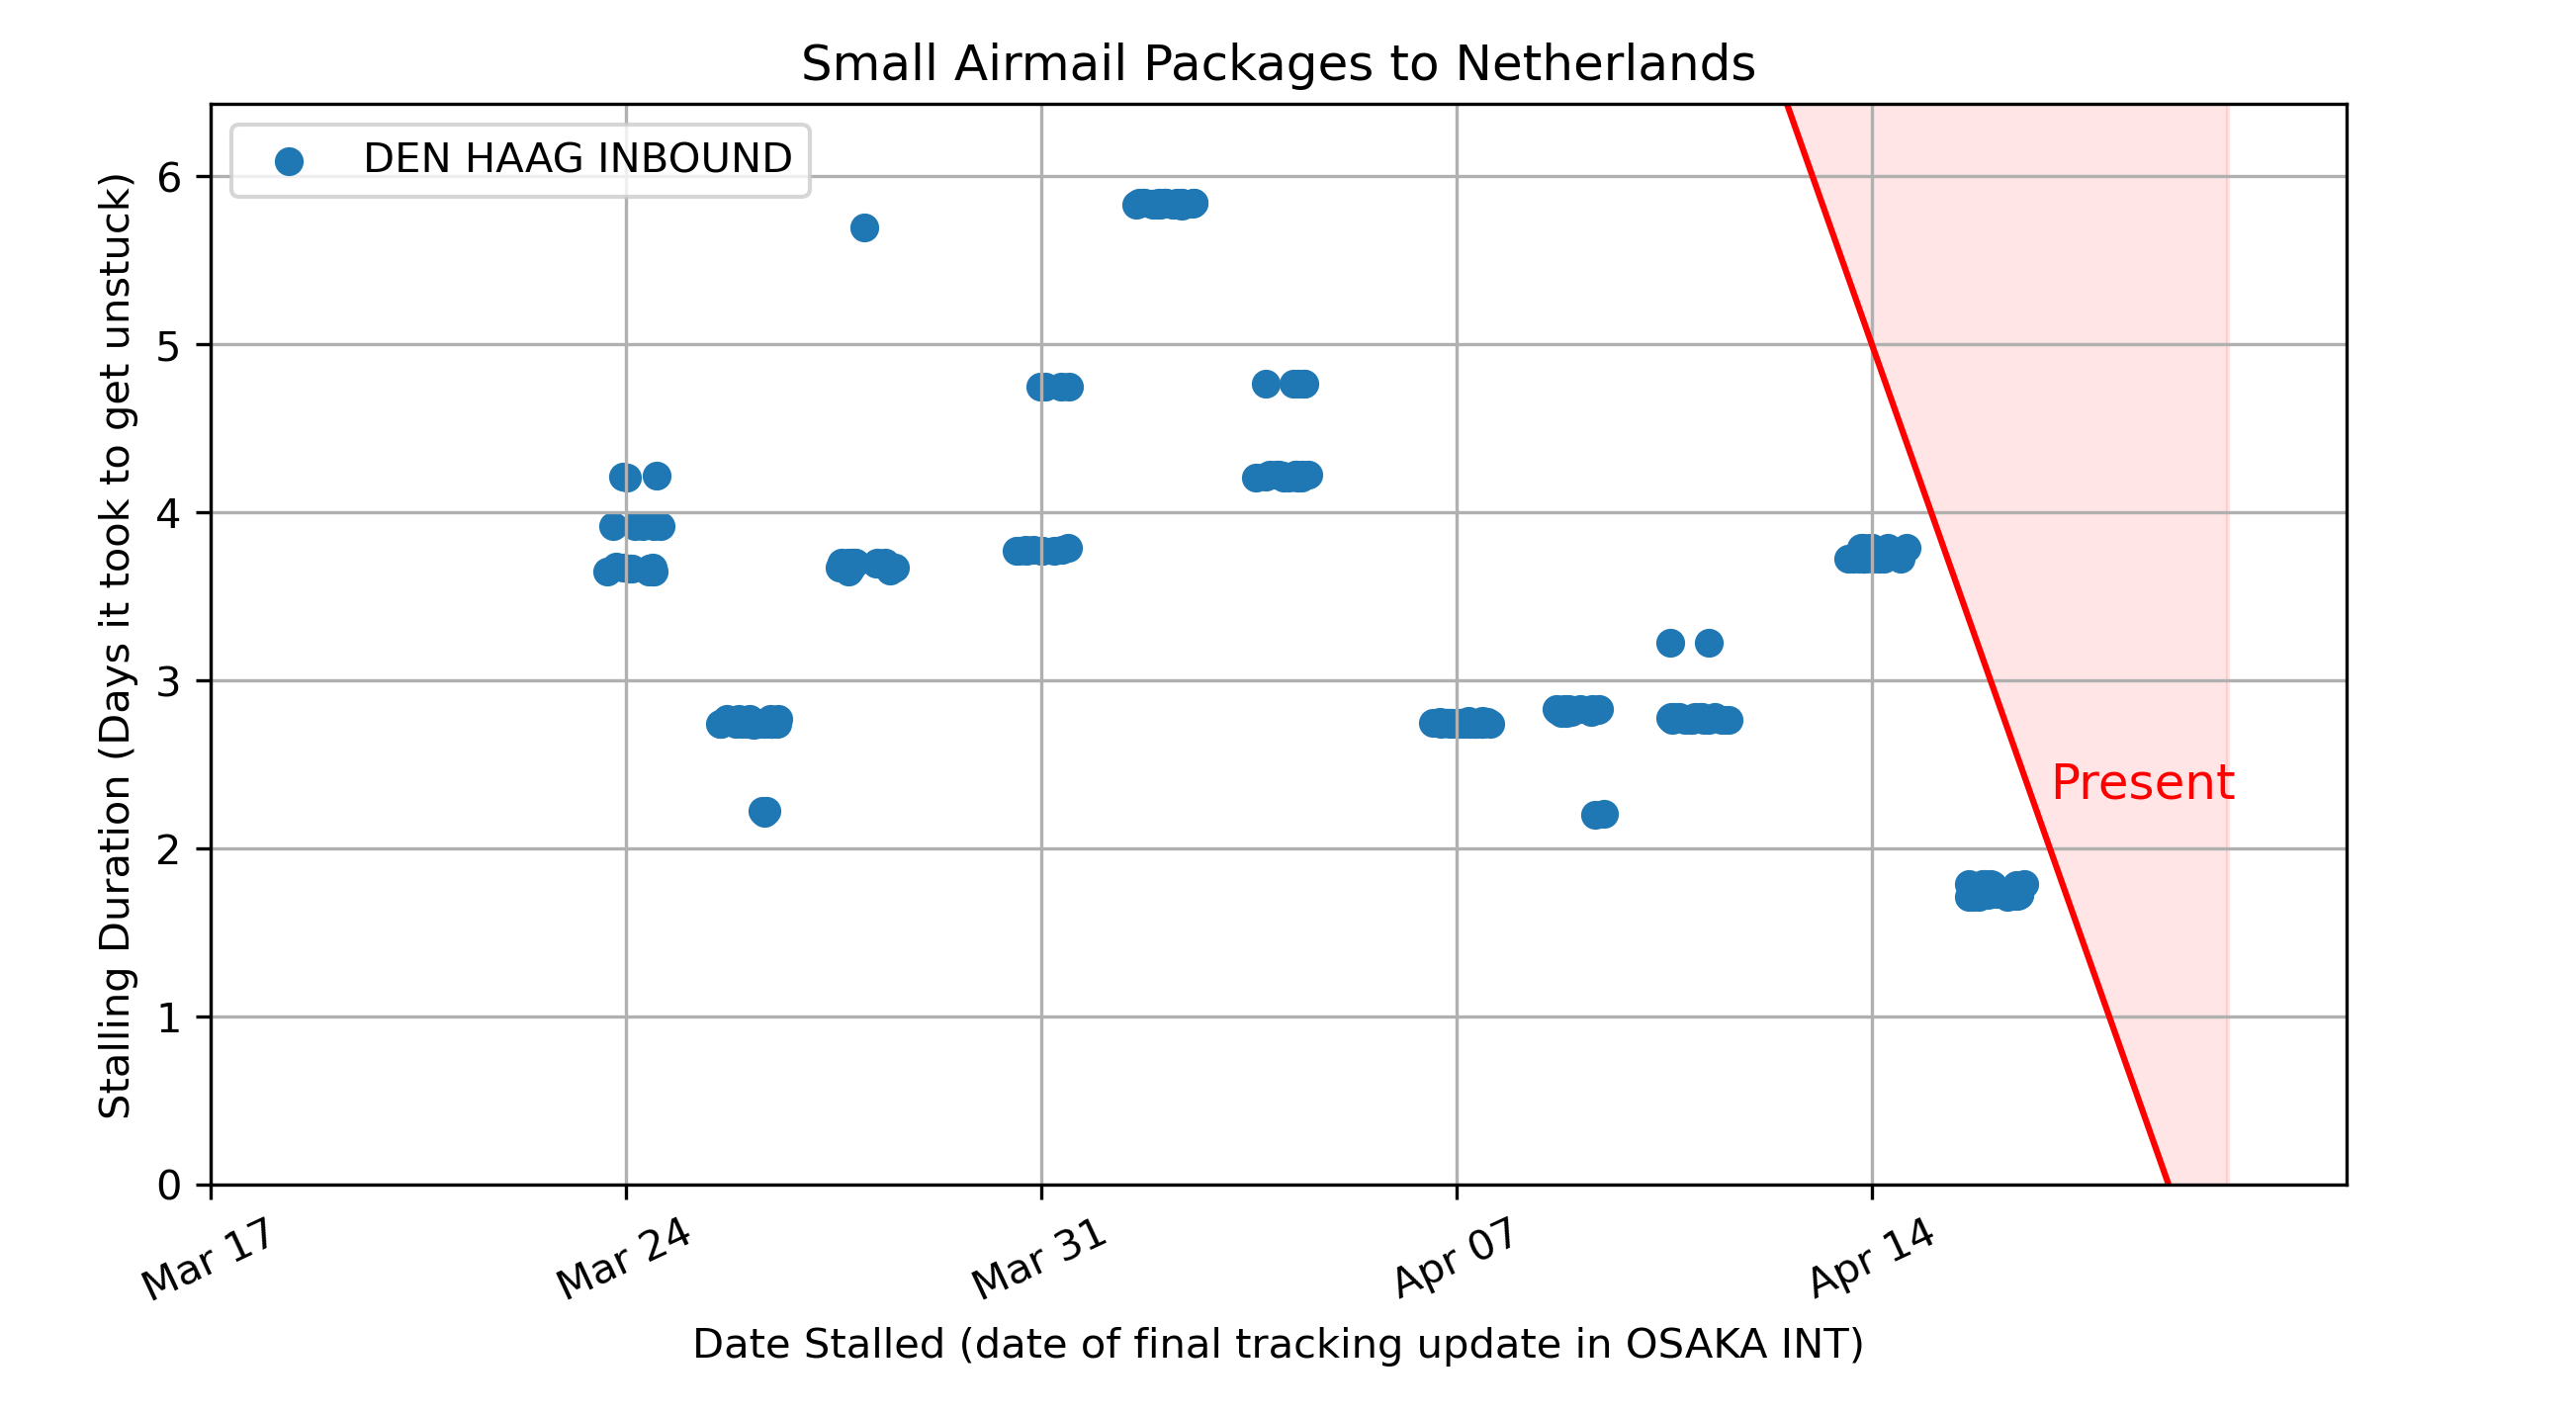 Small Airmail Packages to Netherlands
DEN HAAG INBOUND
Stalling Duration (Days it took to get unstuck)
6
5
4
3
2
1
0
Present
Mar 17
Mar 24
Mar 31
Apr 07
Apr 14
Date Stalled (date of final tracking update in OSAKA INT)